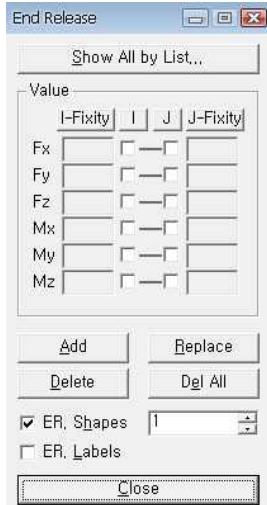 End Release
Show All by List...
Value
I-Fixity I J J-Fixity
Fx
Fy
Fz
Mx
My
Mz
Add Replace
Delete Del All
ER. Shapes 1
ER. Labels
Close